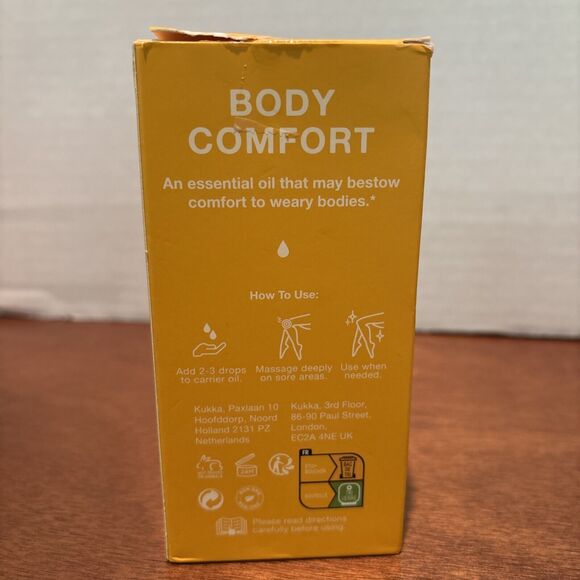 BODY
COMFORT
An essential oil that may bestow
comfort to weary bodies.*
How To Use:
Add 2-3 drops
to carrier oil.
Massage deeply
on sore areas.
Use when
needed.
Kukka, Paxlaan 10
Hoofddorp, Noord
Holland 2131 PZ
Netherlands
Kukka, 3rd Floor,
86-90 Paul Street,
London,
EC2A 4NE UK
FR
Please read directions
carefully before using.